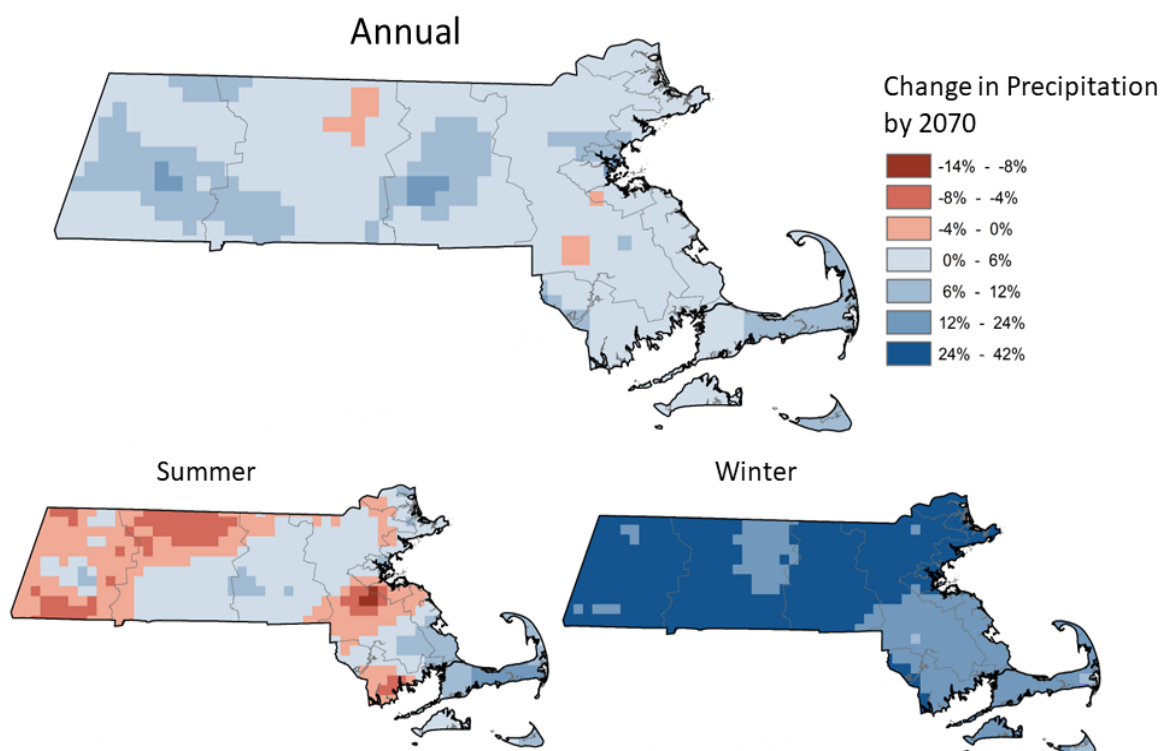 Annual
Change in Precipitation
by 2070
-14% - -8%
-8% - -4%
-4% - 0%
0% - 6%
6% - 12%
12% - 24%
24% - 42%
Summer
Winter